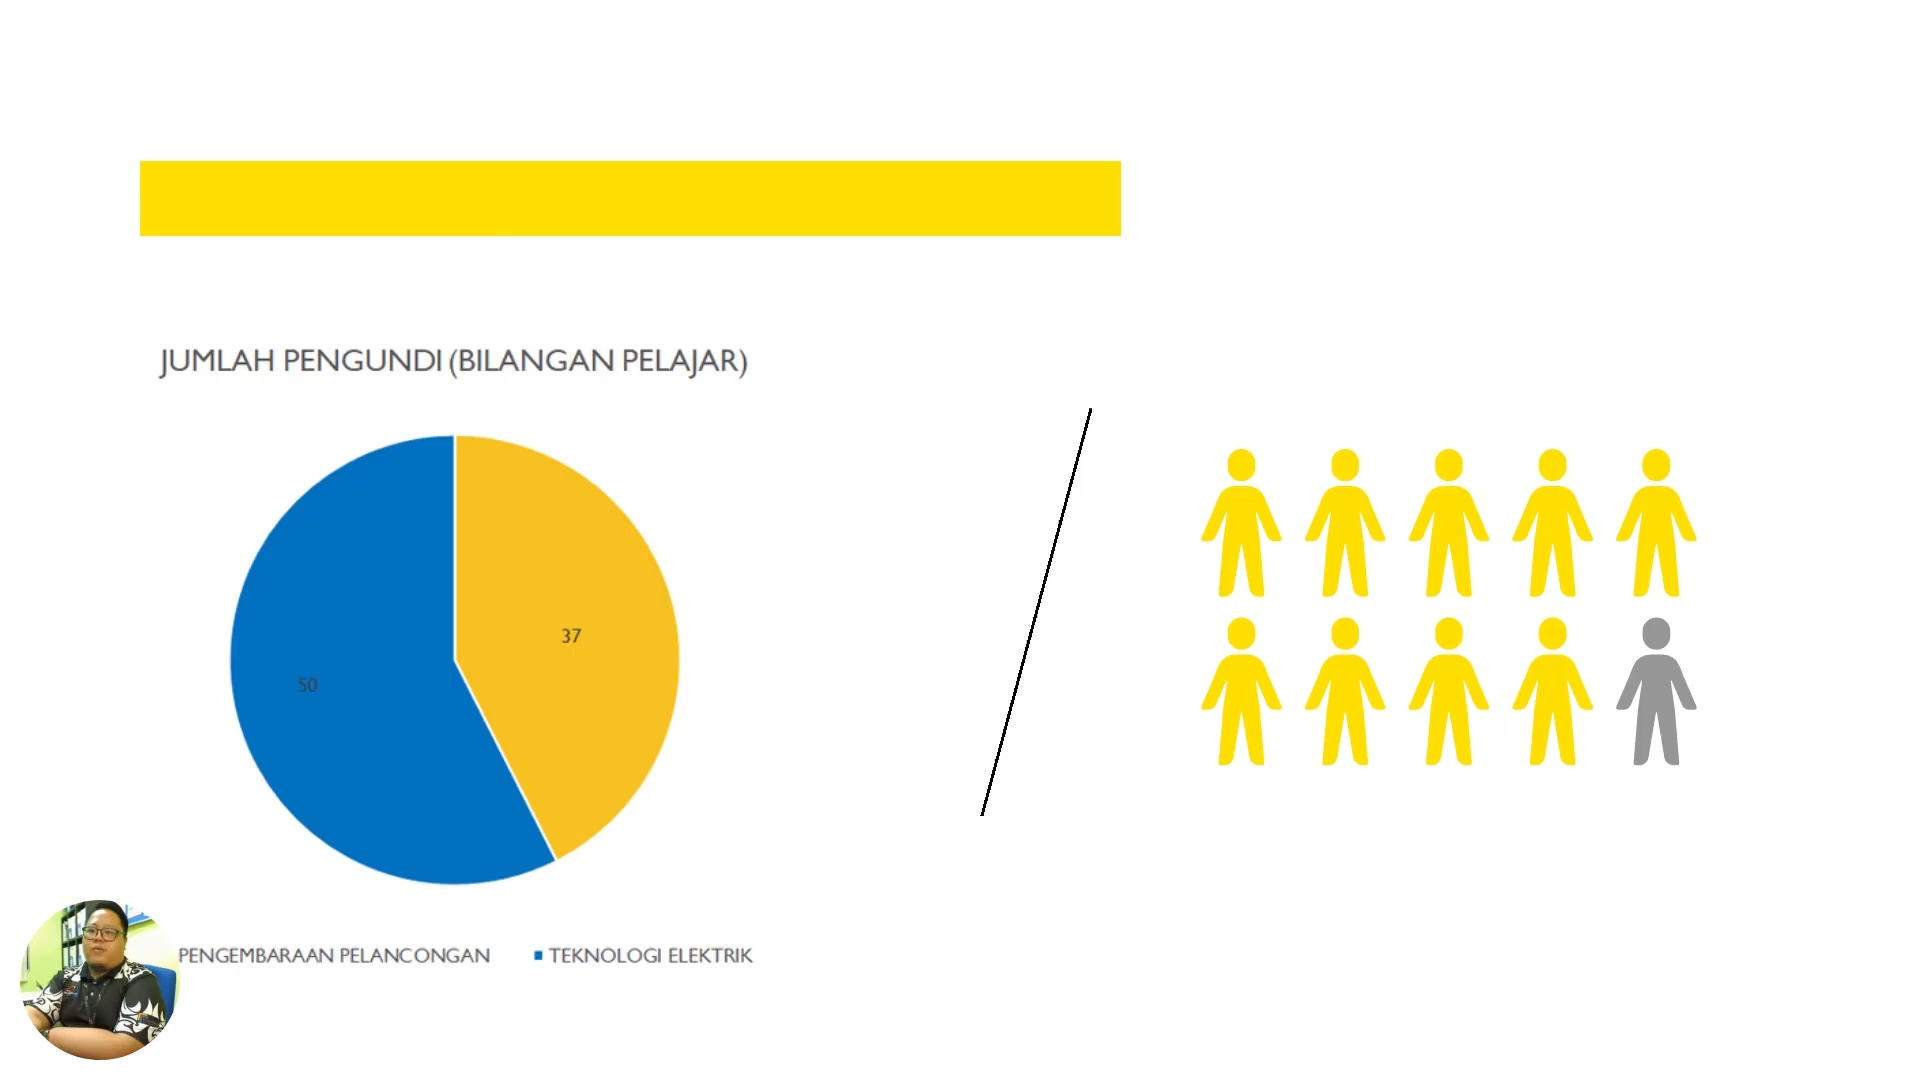 JUMLAH PENGUNDI (BILANGAN PELAJAR)
37
50
PENGEMBARAAN PELANCONGAN
TEKNOLOGI ELEKTRIK